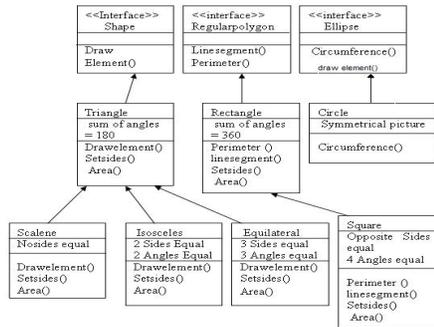 <<Interface>>
Shape
Draw
Element()
<<Interface>>
Regularpolygon
Linesegment()
Perimeter()
<<interface>>
Ellipse
Circumference()
draw element()
Triangle
sum of angles
= 180
Drawelement()
Setsides()
Area()
Rectangle
sum of angles
= 360
Perimeter ()
linesegment()
Setsides()
Area()
Circle
Symmetrical picture
Circumference()
Scalene
Nosides equal
Drawelement()
Setsides()
Area()
Isosceles
2 Sides Equal
2 Angles Equal
Drawelement()
Setsides()
Area()
Equilateral
3 Sides equal
3 Angles equal
Drawelement()
Setsides()
Area()
Square
Opposite Sides
equal
4 Angles equal
Perimeter ()
linesegment()
Setsides()
Area()